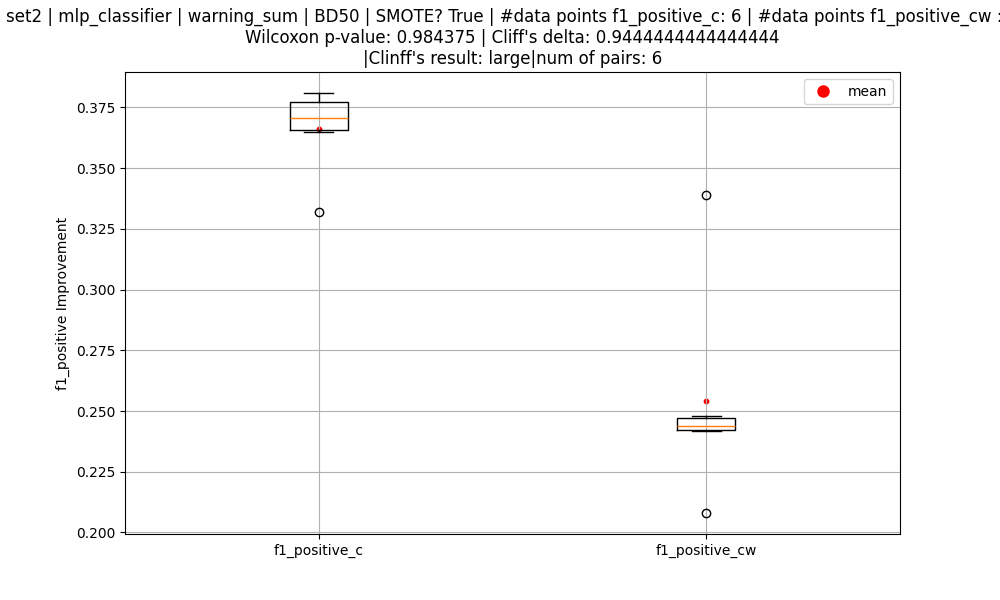 set2 | mlp_classifier | warning_sum | BD50 | SMOTE? True | #data points f1_positive_c: 6 | #data points f1_positive_cw :
Wilcoxon p-value: 0.984375 | Cliff's delta: 0.9444444444444444
|Clinff's result: large|num of pairs: 6
mean
0.375
0.350
0.325
0.300
0.275
0.250
0.225
0.200
f1_positive Improvement
f1_positive_c
f1_positive_cw